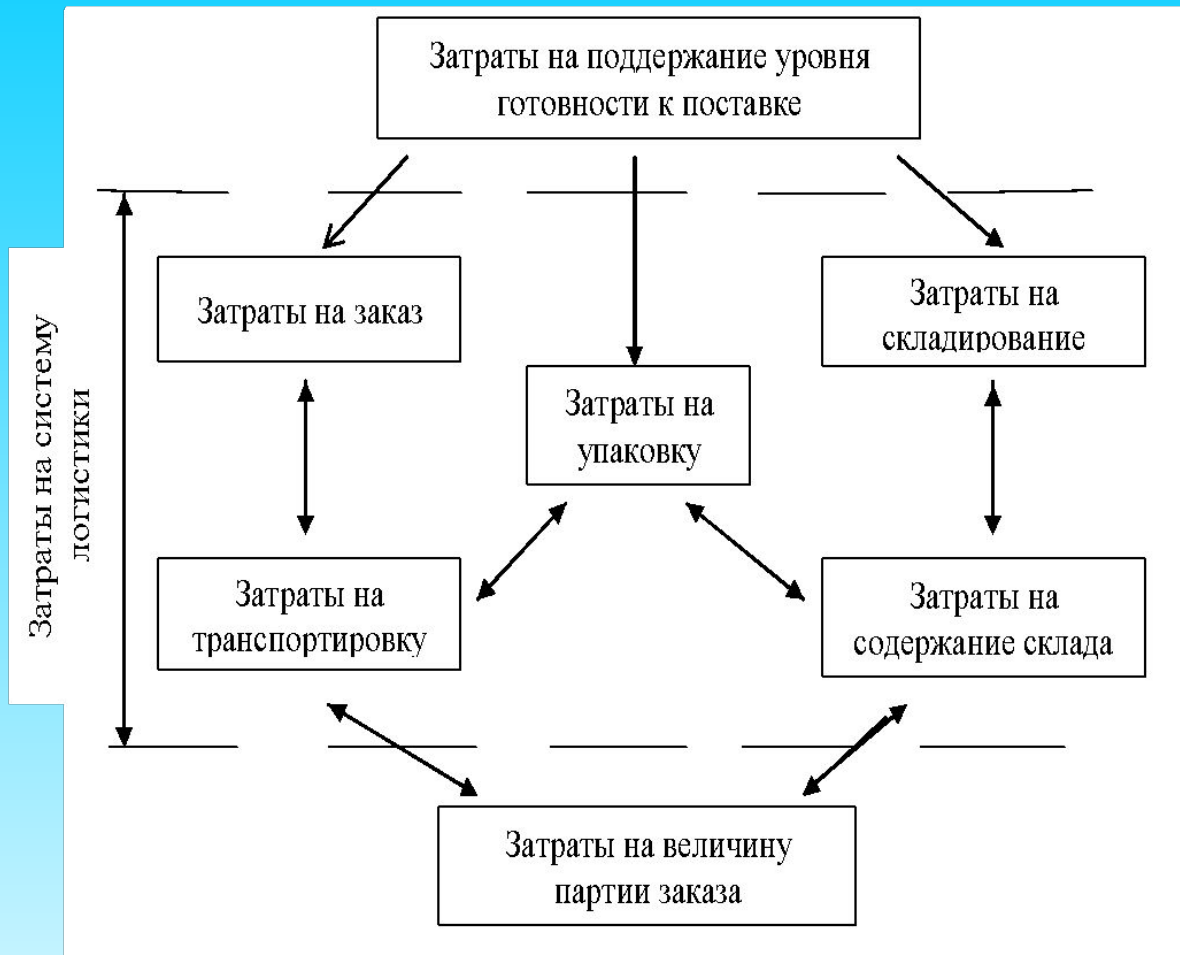 Затраты на поддержание уровня
готовности к поставке
Затраты на систему
логистики
Затраты на заказ
Затраты на
складирование
Затраты на
упаковку
Затраты на
транспортировку
Затраты на
содержание склада
Затраты на величину
партии заказа